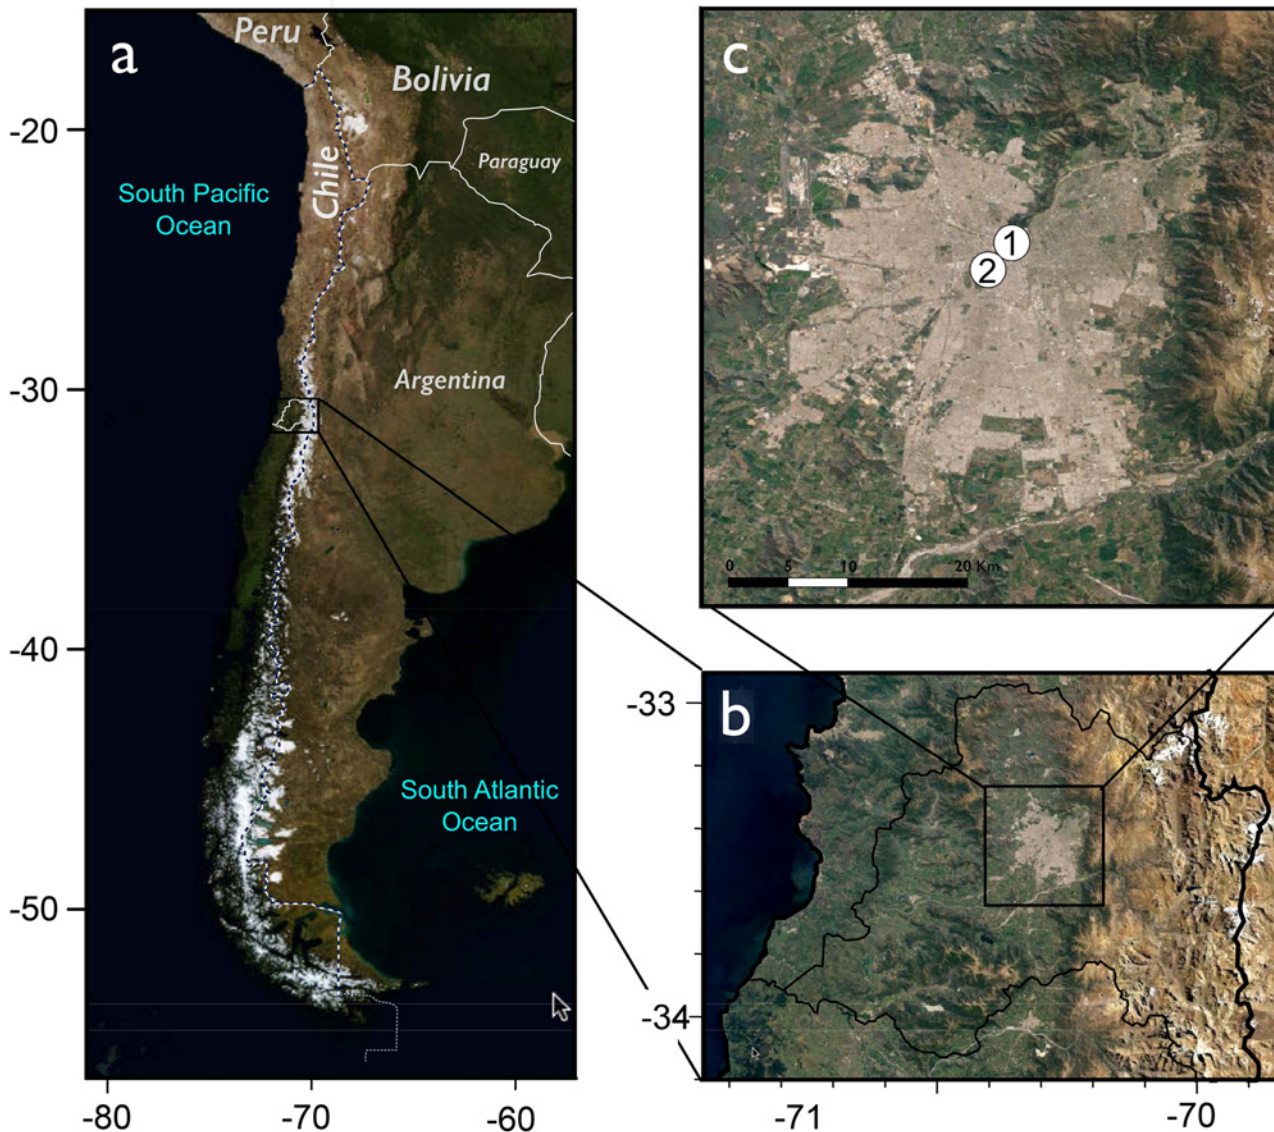 a
Peru
Bolivia
Chile
Paraguay
Argentina
South Pacific
Ocean
South Atlantic
Ocean
-20
-30
-40
-50
-80
-70
-60
c
1
2
0
5
10
20 Km
b
-33
-34
-71
-70